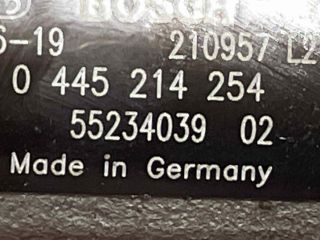 BOSCH
6-19 210957 L2
0 445 214 254
55234039 02
Made in Germany